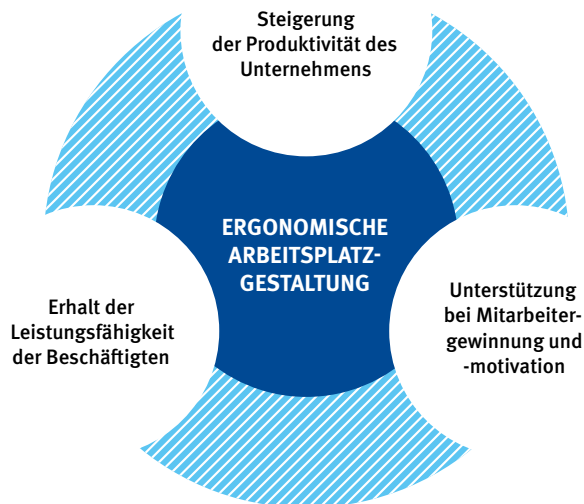 Steigerung
der Produktivität des
Unternehmens
ERGONOMISCHE
ARBEITSPLATZ-
GESTALTUNG
Erhalt der
Leistungsfähigkeit
der Beschäftigten
Unterstützung
bei Mitarbeiter-
gewinnung und
-motivation